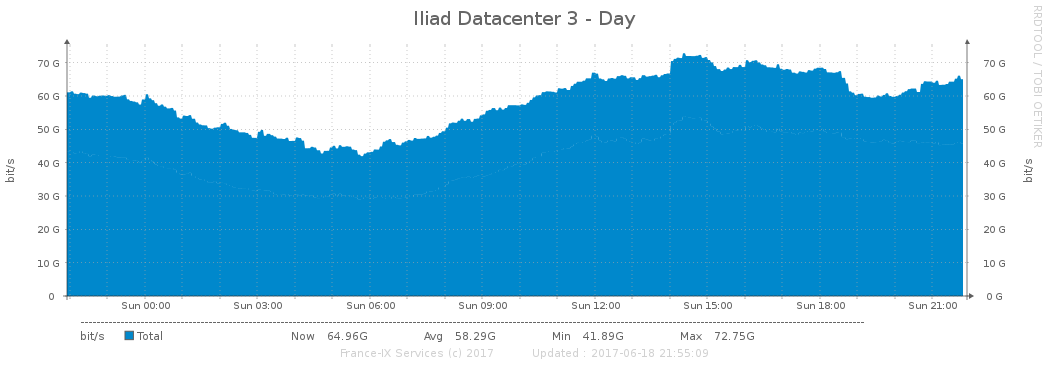 Iliad Datacenter 3 - Day
RRDTOOL / TOBI OETIKER
bit/s
70 G
60 G
50 G
40 G
30 G
20 G
10 G
0
70 G
60 G
50 G
40 G
30 G
20 G
10 G
0 G
bit/s
Sun 00:00 Sun 03:00 Sun 06:00 Sun 09:00 Sun 12:00 Sun 15:00 Sun 18:00 Sun 21:00
bit/s Total Now 64.96G Avg 58.29G Min 41.89G Max 72.75G
France-IX Services (c) 2017 Updated : 2017-06-18 21:55:09